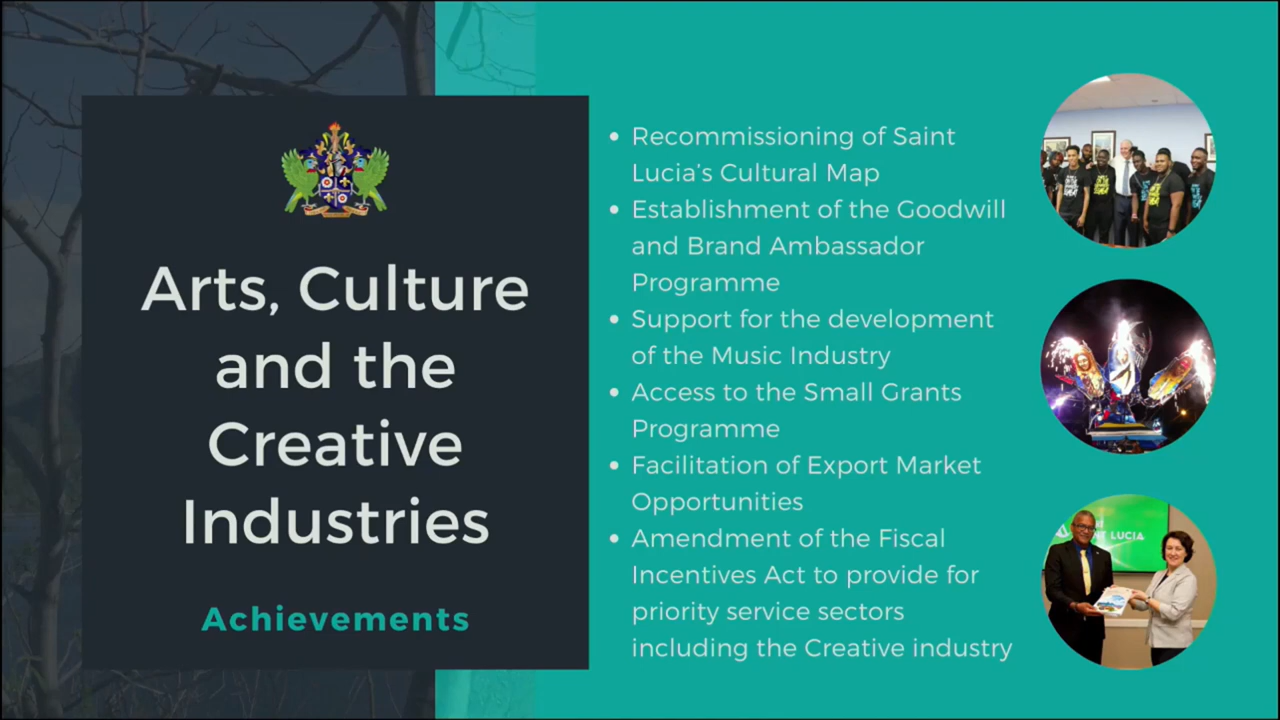 Arts, Culture
and the
Creative
Industries
Achievements
• Recommissioning of Saint
Lucia's Cultural Map
• Establishment of the Goodwill
and Brand Ambassador
Programme
• Support for the development
of the Music Industry
• Access to the Small Grants
Programme
• Facilitation of Export Market
Opportunities
• Amendment of the Fiscal
Incentives Act to provide for
priority service sectors
including the Creative industry
LUCIA